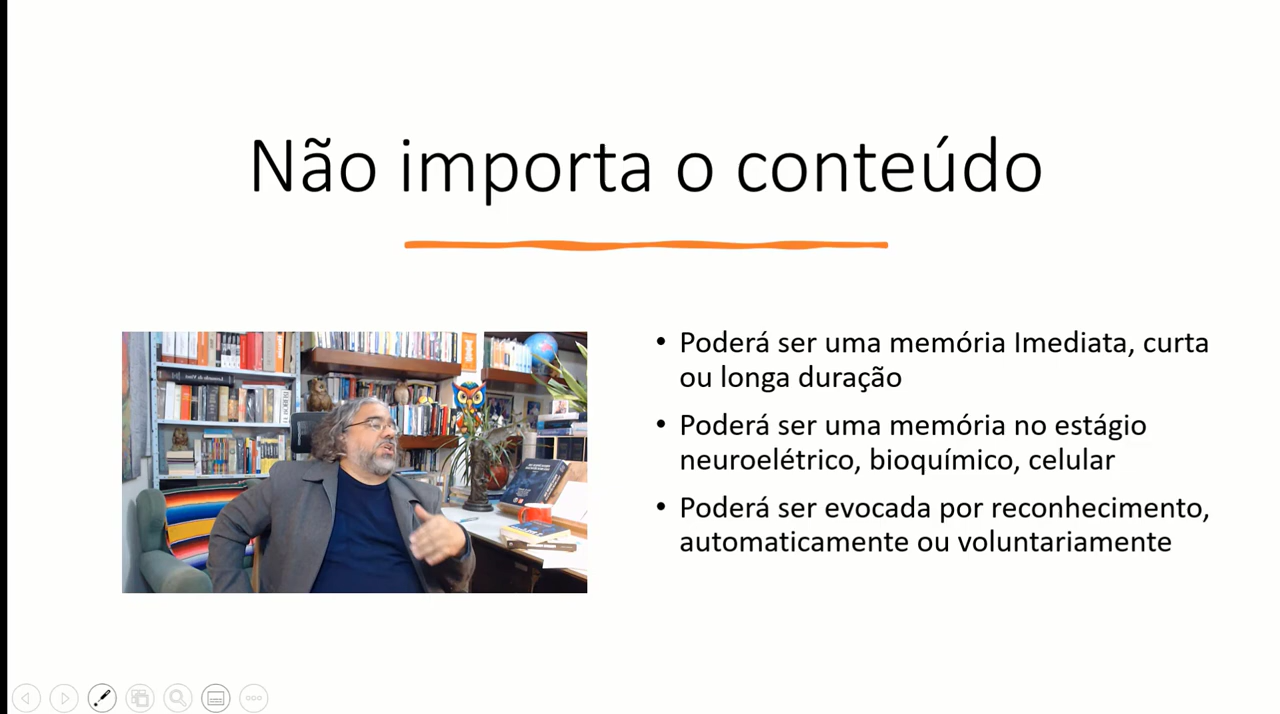 Não importa o conteúdo
• Poderá ser uma memória Imediata, curta
ou longa duração
• Poderá ser uma memória no estágio
neuroelétrico, bioquímico, celular
• Poderá ser evocada por reconhecimento,
automaticamente ou voluntariamente